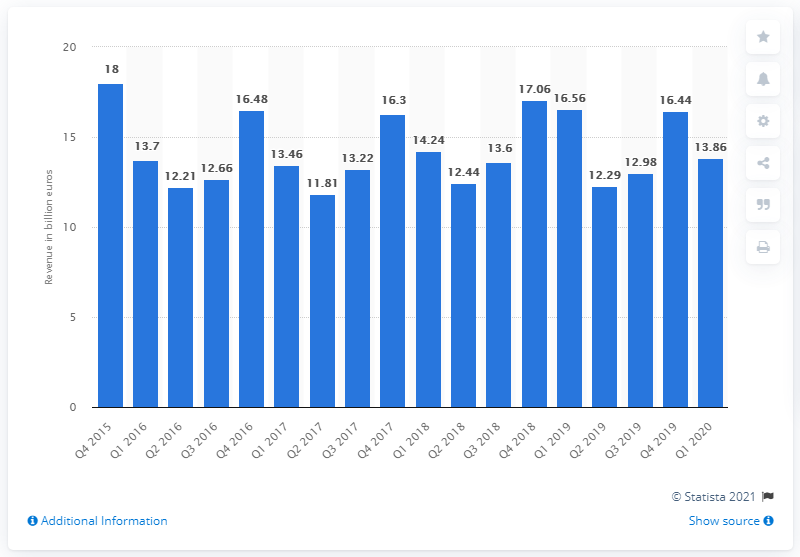 20
15
10
5
0
Revenue in billion euros
18
13.7
12.21
12.66
16.48
13.46
11.81
13.22
16.3
14.24
12.44
13.6
17.06
16.56
12.29
12.98
16.44
13.86
Q4 2015
Q1 2016
Q2 2016
Q3 2016
Q4 2016
Q1 2017
Q2 2017
Q3 2017
Q4 2017
Q1 2018
Q2 2018
Q3 2018
Q4 2018
Q1 2019
Q2 2019
Q3 2019
Q4 2019
Q1 2020
© Statista 2021
Additional Information
Show source